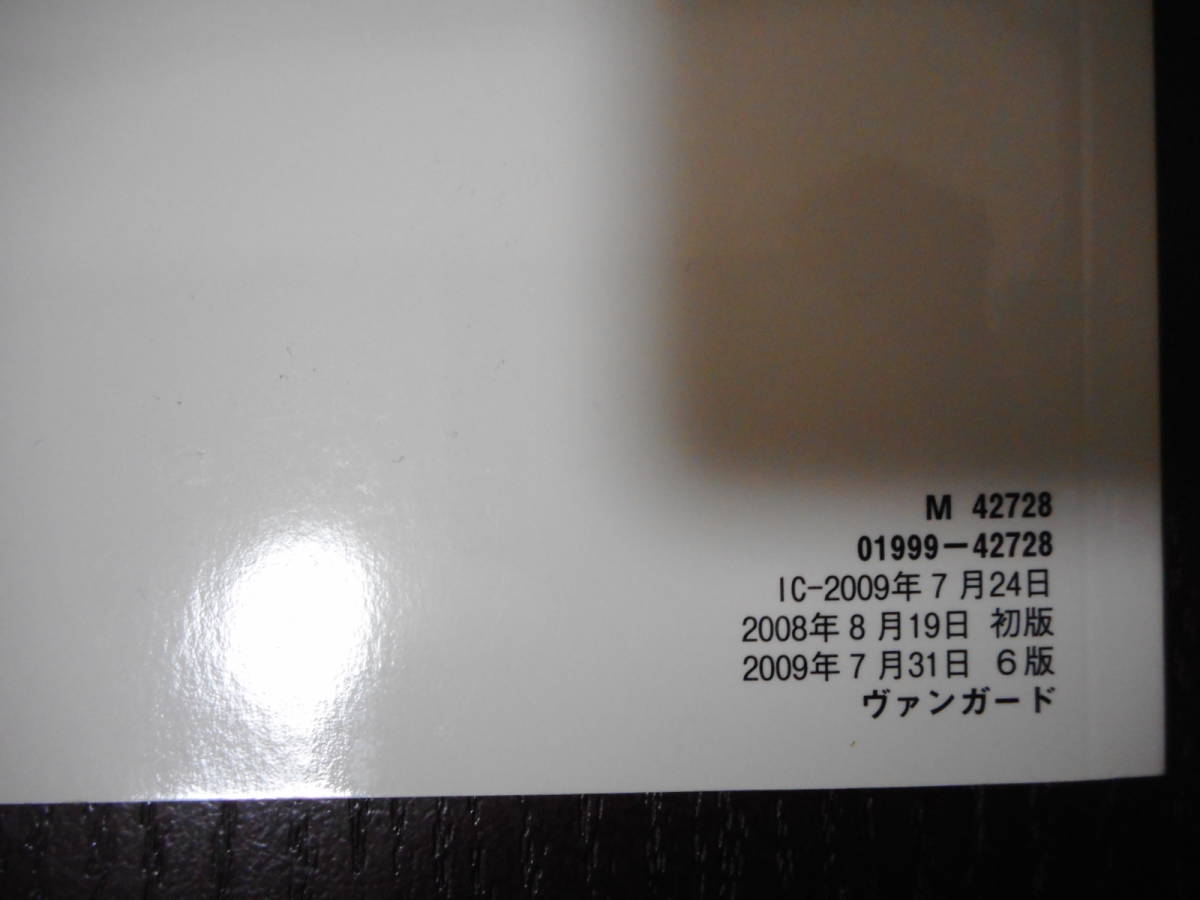 M 42728
01999-42728
IC-2009年7月24日
2008年8月19日 初版
2009年7月31日 6版
ヴァンガード